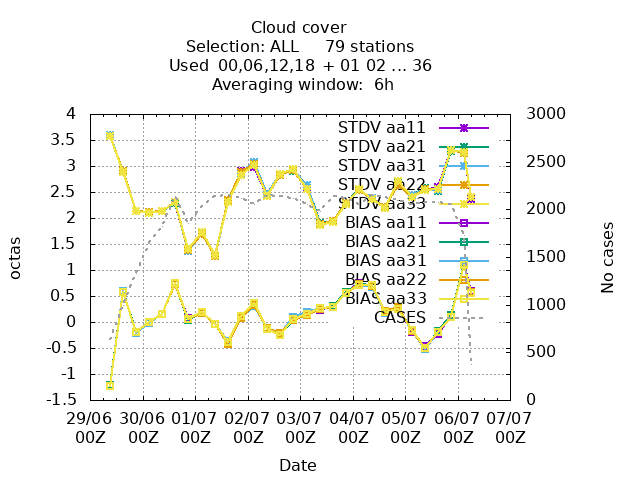 Cloud cover
Selection: ALL 79 stations
Used 00,06,12,18 + 01 02 ... 36
Averaging window: 6h
octas
4
3.5
3
2.5
2
1.5
1
0.5
0
-0.5
-1
-1.5
STDV aa11
STDV aa21
STDV aa31
STDV aa22
STDV aa33
BIAS aa11
BIAS aa21
BIAS aa31
BIAS aa22
BIAS aa33
CASES
3000
2500
2000
1500
1000
500
0
No cases
29/06 30/06 01/07 02/07 03/07 04/07 05/07 06/07 07/07
00Z 00Z 00Z 00Z 00Z 00Z 00Z 00Z 00Z
Date